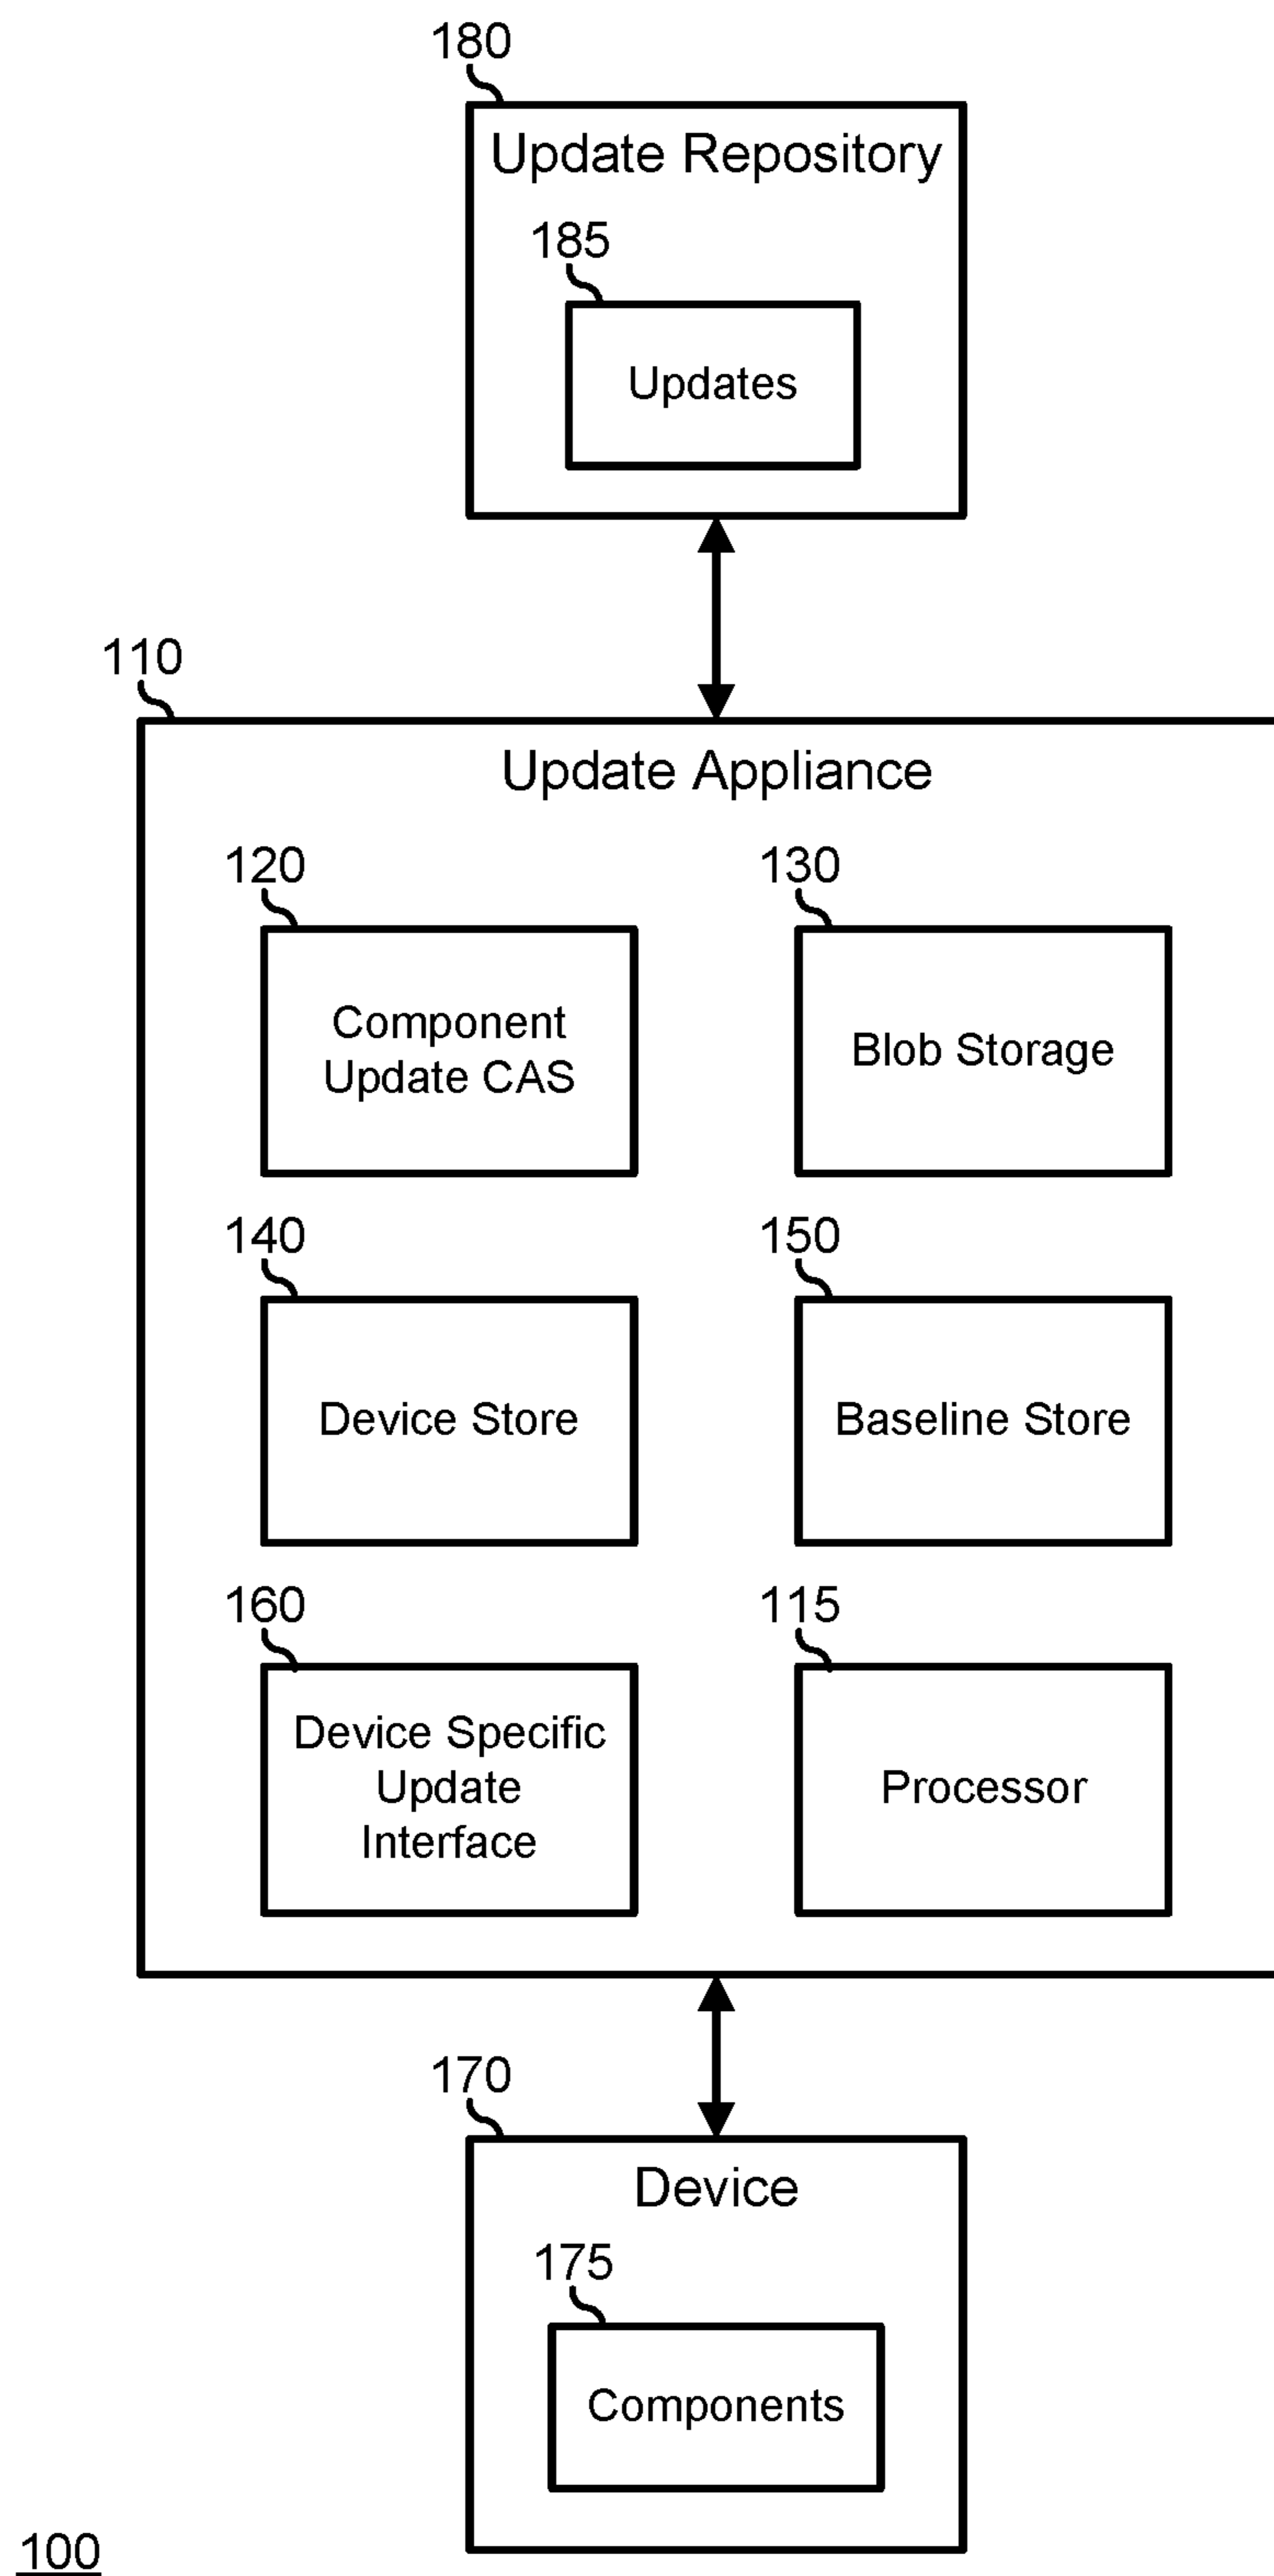 180
Update Repository
185
Updates
110
Update Appliance
120
130
Component
Update CAS
Blob Storage
140
150
Device Store
Baseline Store
160
115
Device Specific
Update
Interface
Processor
170
Device
175
Components
100